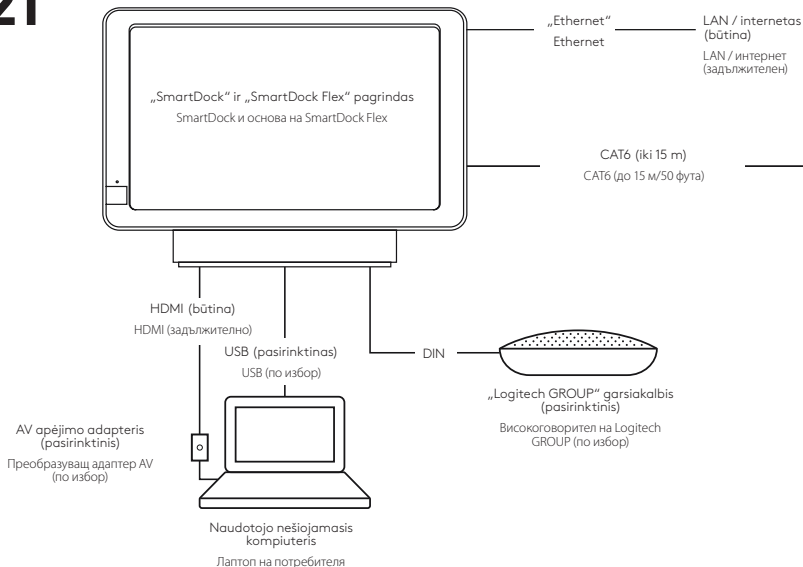 „Ethernet“
Ethernet
LAN / internetas
(būtina)
LAN / интернет
(задължителен)
„SmartDock“ ir „SmartDock Flex“ pagrindas
SmartDock и основа на SmartDock Flex
CAT6 (iki 15 m)
CAT6 (до 15 м/50 фута)
HDMI (būtina)
HDMI (задължително)
USB (pasirinktinas)
USB (по избор)
DIN
„Logitech GROUP“ garsiakalbis
(pasirinktinis)
Високоговорител на Logitech
GROUP (по избор)
AV apėjimo adapteris
(pasirinktinis)
Преобразуващ адаптер AV
(по избор)
Naudotojo nešiojamasis
kompiuteris
Лаптоп на потребителя